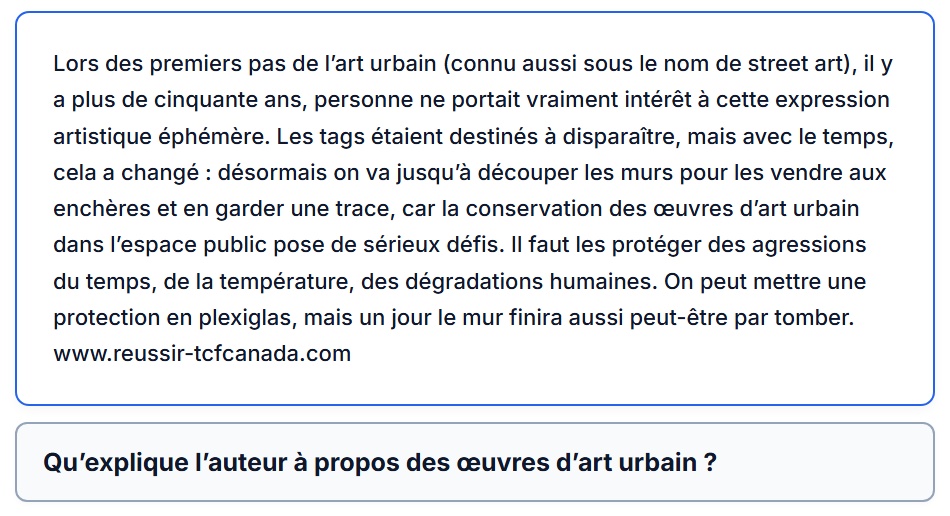 Lors des premiers pas de l’art urbain (connu aussi sous le nom de street art), il y
a plus de cinquante ans, personne ne portait vraiment intérêt à cette expression
artistique éphémère. Les tags étaient destinés à disparaître, mais avec le temps,
cela a changé : désormais on va jusqu’à découper les murs pour les vendre aux
enchères et en garder une trace, car la conservation des œuvres d’art urbain
dans l’espace public pose de sérieux défis. Il faut les protéger des agressions
du temps, de la température, des dégradations humaines. On peut mettre une
protection en plexiglas, mais un jour le mur finira aussi peut-être par tomber.
www.reussir-tcfcanada.com
Qu’explique l’auteur à propos des œuvres d’art urbain ?